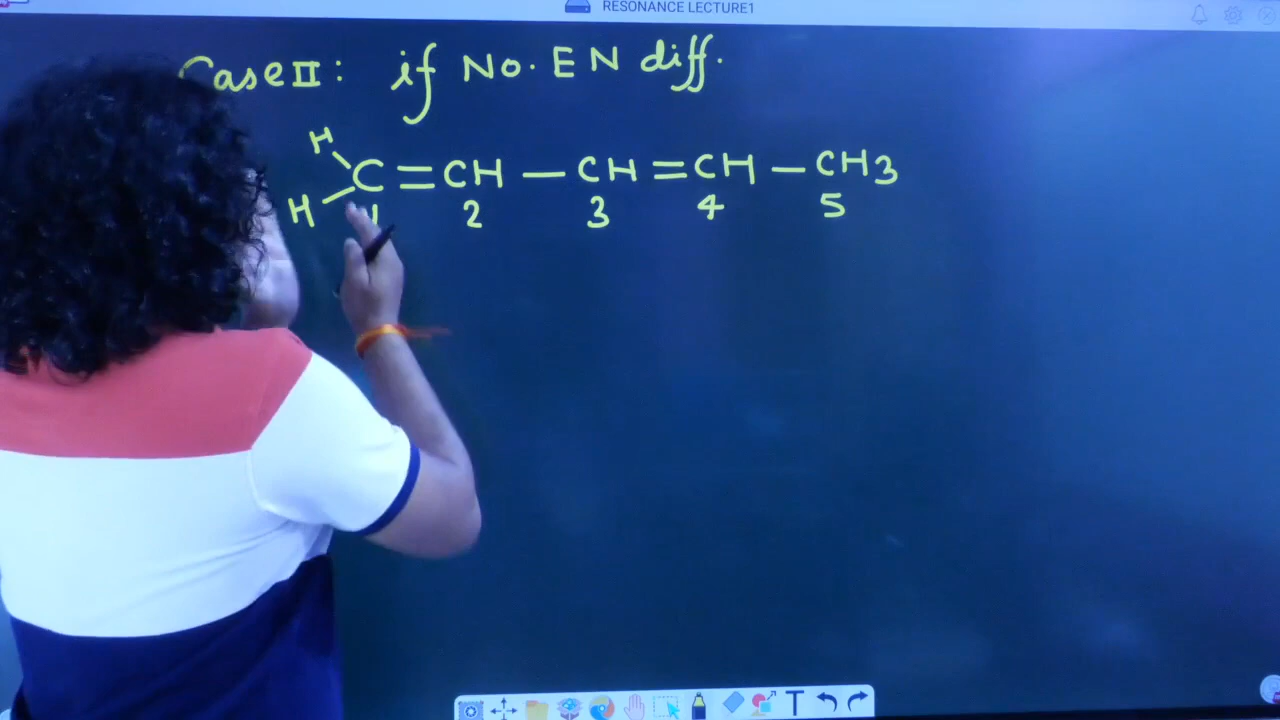 RESONANCE LECTURE1
Case II : if No. EN diff.
H
C=CH—CH=CH—CH3
H
1 2 3 4 5
T